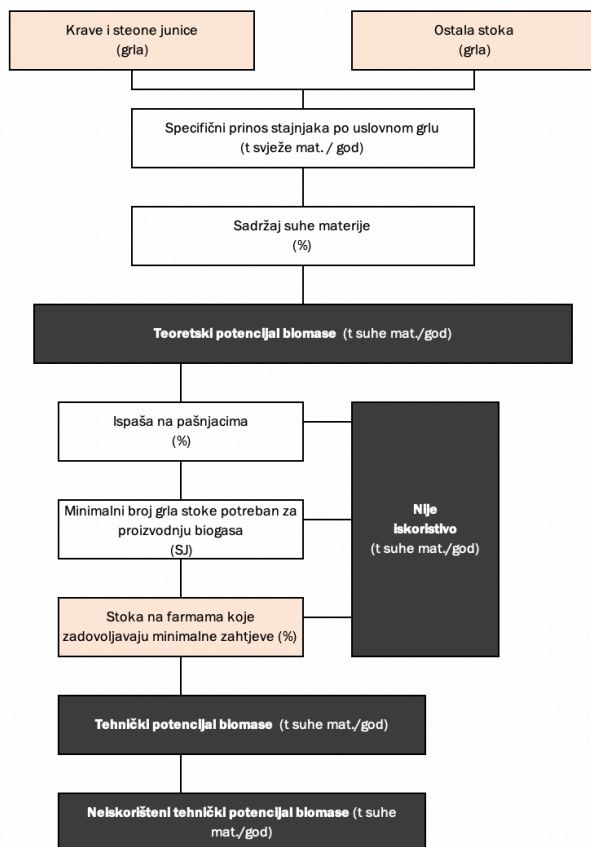 Krave i steone junice
(grla)
Ostala stoka
(grla)
Specifični prinos stajnjaka po uslovnom grlu
(t svježe mat. / god)
Sadržaj suhe materije
(%)
Teoretski potencijal biomase (t suhe mat./god)
Ispaša na pašnjacima
(%)
Minimalni broj grla stoke potreban za
proizvodnju biogasa
(SJ)
Nije
iskoristivo
(t suhe mat./god)
Stoka na farmama koje
zadovoljavaju minimalne zahtjeve (%)
Tehnički potencijal biomase (t suhe mat./god)
Neiskorišteni tehnički potencijal biomase (t suhe
mat./god)